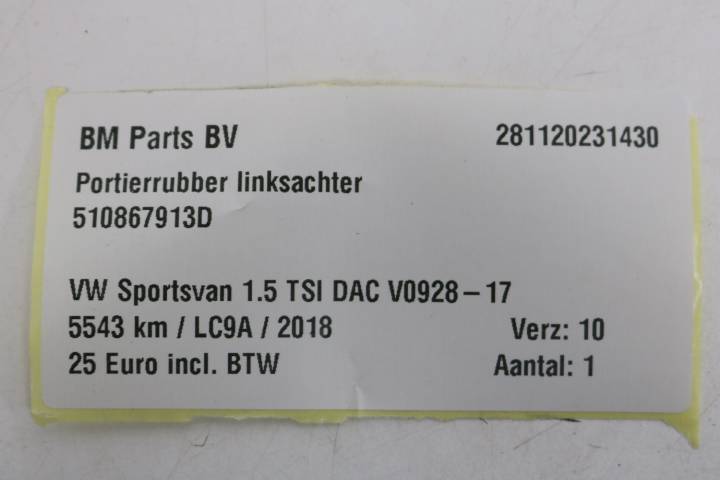 BM Parts BV 281120231430
Portierrubber linksachter
510867913D
VW Sportsvan 1.5 TSI DAC V0928-17
5543 km / LC9A / 2018 Verz: 10
25 Euro incl. BTW Aantal: 1